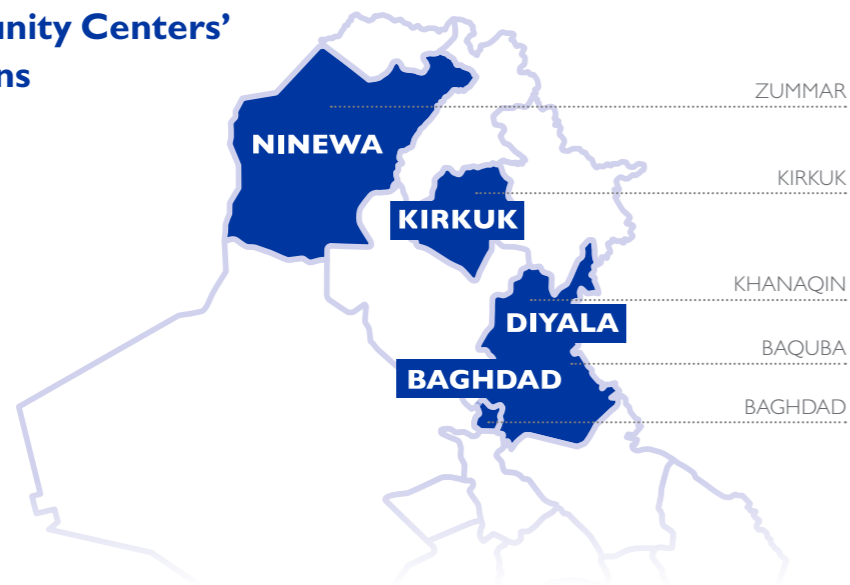 unity Centers’
ns
ZUMMAR
NINEWA
KIRKUK
KIRKUK
KHANAQIN
DIYALA
BAQUBA
BAGHDAD
BAGHDAD